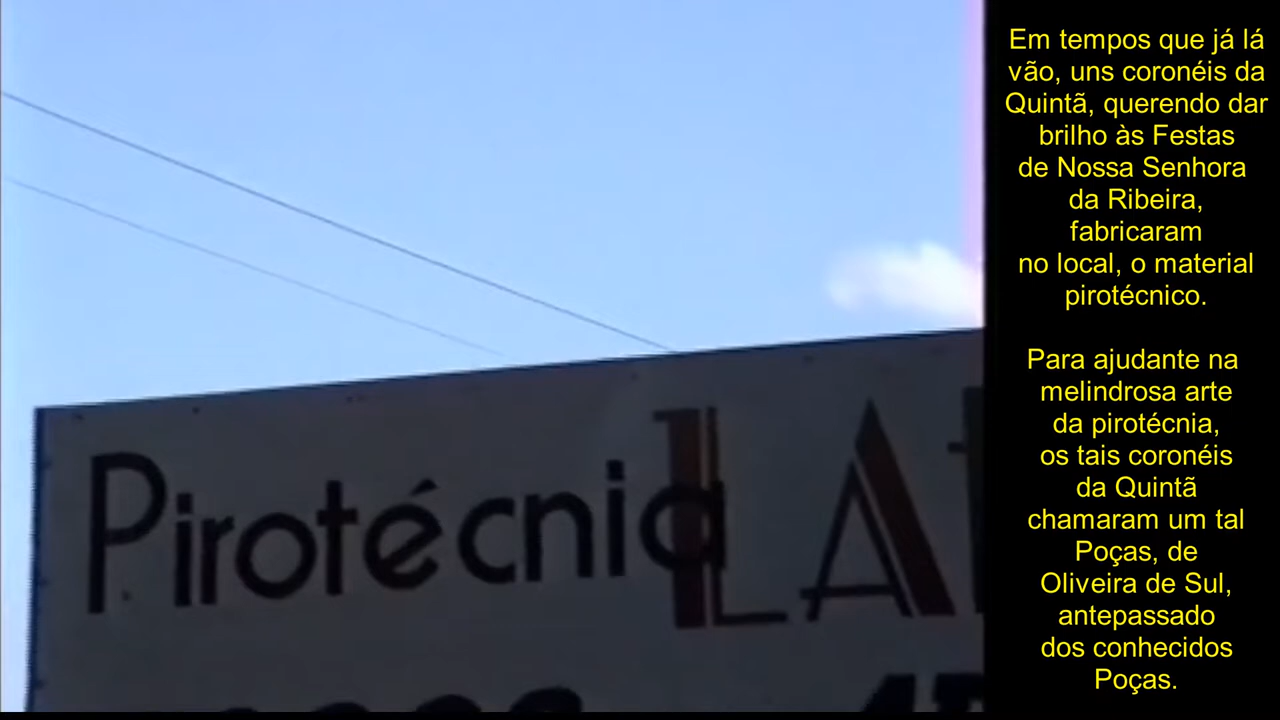 Pirotécnia LA
Em tempos que já lá
vão, uns coronéis da
Quintã, querendo dar
brilho às Festas
de Nossa Senhora
da Ribeira,
fabricaram
no local, o material
pirotécnico.
Para ajudante na
melindrosa arte
da pirotécnia,
os tais coronéis
da Quintã
chamaram um tal
Poças, de
Oliveira de Sul,
antepassado
dos conhecidos
Poças.